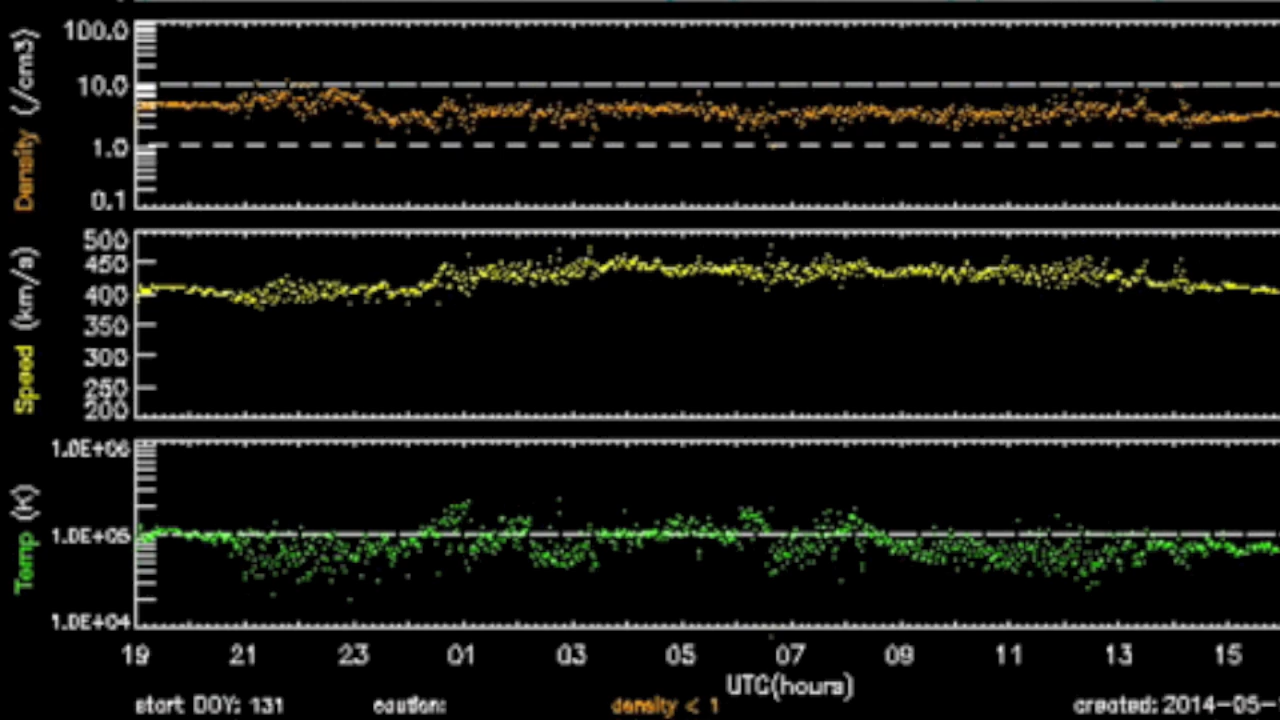 Density (/cm3)
100.0
10.0
1.0
0.1
Speed (km/s)
500
450
400
350
300
250
200
Temp (K)
1.0E+06
1.0E+05
1.0E+04
19 21 23 01 03 05 07 09 11 13 15
UTC(hours)
start DOY: 131 caution: density < 1 created: 2014-05-